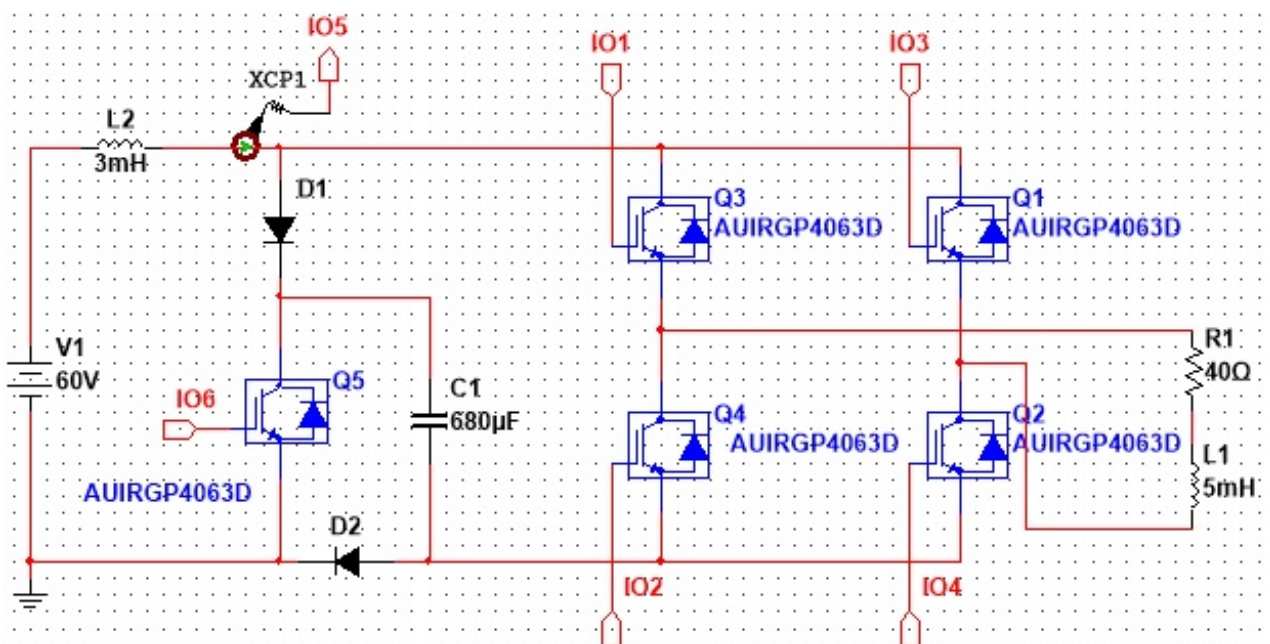 IO5
IO1
IO3
XCP1
L2
3mH
D1
Q3
AUIRGP4063D
Q1
AUIRGP4063D
V1
60V
IO6
Q5
AUIRGP4063D
C1
680µF
R1
40Ω
Q4
AUIRGP4063D
Q2
AUIRGP4063D
L1
5mH
D2
IO2
IO4